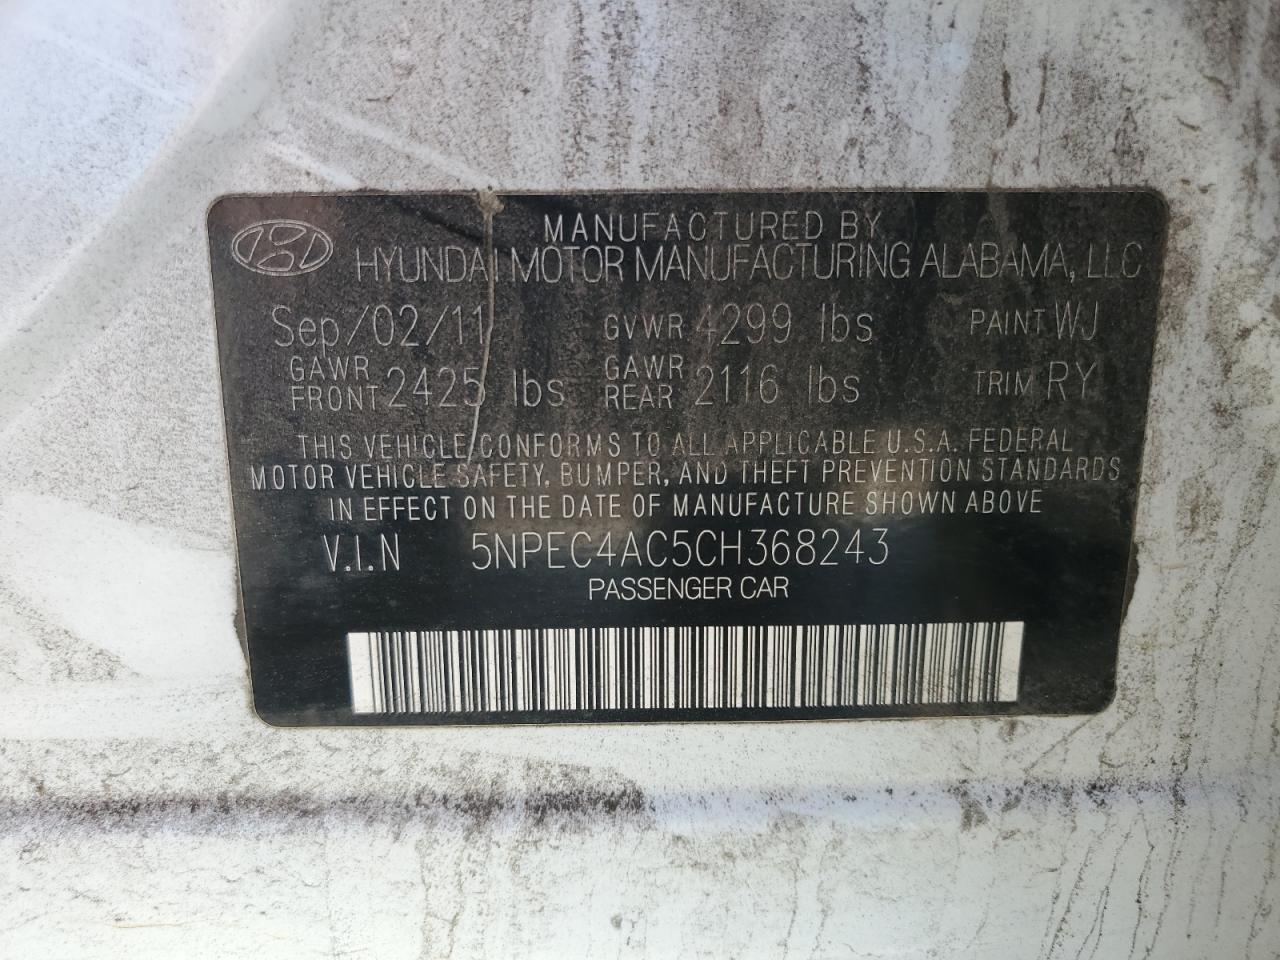 MANUFACTURED BY
HYUNDAI MOTOR MANUFACTURING ALABAMA, LLC
Sep/02/11 GVWR 4299 lbs PAINT WJ
GAWR FRONT 2425 lbs GAWR REAR 2116 lbs TRIM RY
THIS VEHICLE CONFORMS TO ALL APPLICABLE U.S.A. FEDERAL
MOTOR VEHICLE SAFETY, BUMPER, AND THEFT PREVENTION STANDARDS
IN EFFECT ON THE DATE OF MANUFACTURE SHOWN ABOVE
V.I.N 5NPEC4AC5CH368243
PASSENGER CAR